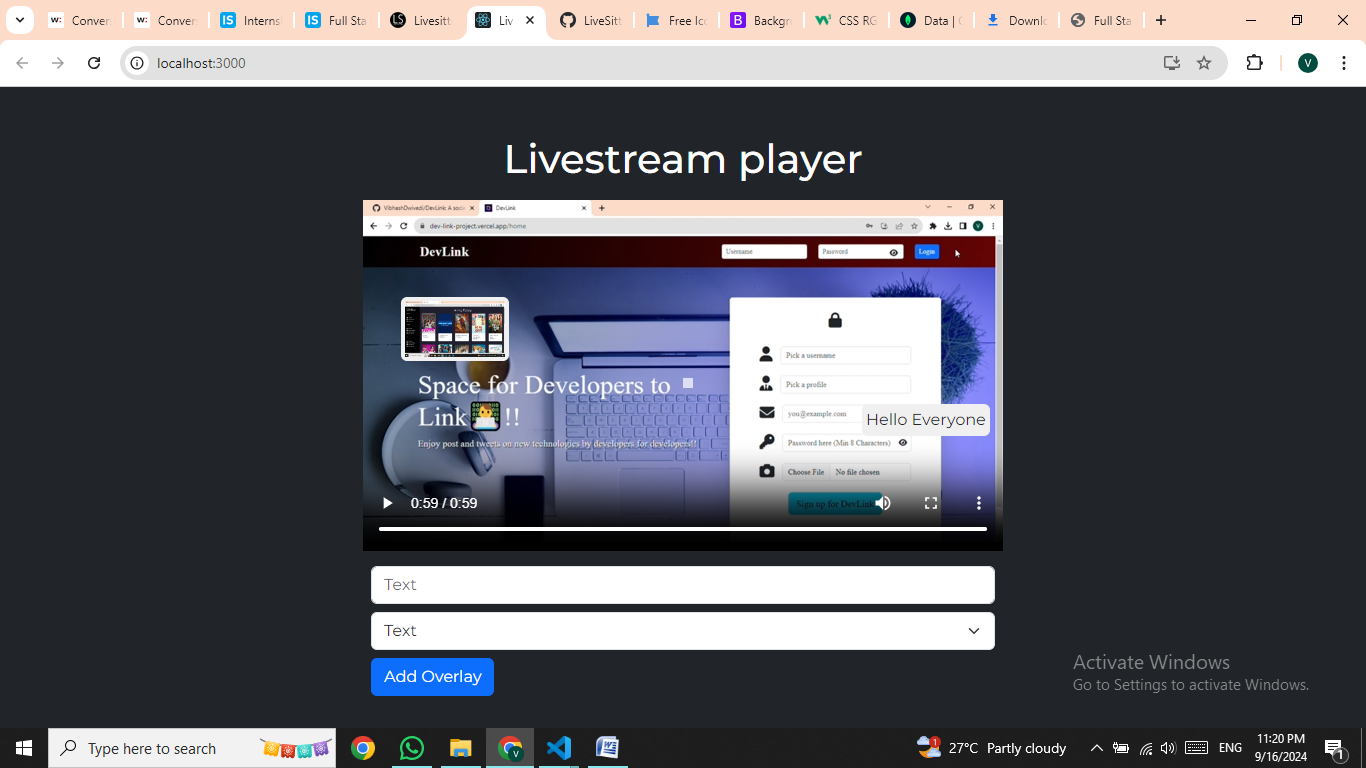 Conver
Conver
Interns
Full Sta
Livesitt
Liv
LiveSitt
Free Ico
Backgr
CSS RG
Data | 
Downlo
Full Sta
localhost:3000
V
Livestream player
DevLink
dev-link-project.vercel.app/home
DevLink
Username
Password
Login
Pick a username
Space for Developers to
Pick a profile
Link !!
you@example.com
Hello Everyone
Enjoy post and tweets on new technologies by developers for developers!!
Password here (Min 8 Characters)
Choose File No file chosen
0:59 / 0:59
Sign up for DevLink
Text
Text
Add Overlay
Activate Windows
Go to Settings to activate Windows.
Type here to search
27°C Partly cloudy
ENG
11:20 PM
9/16/2024